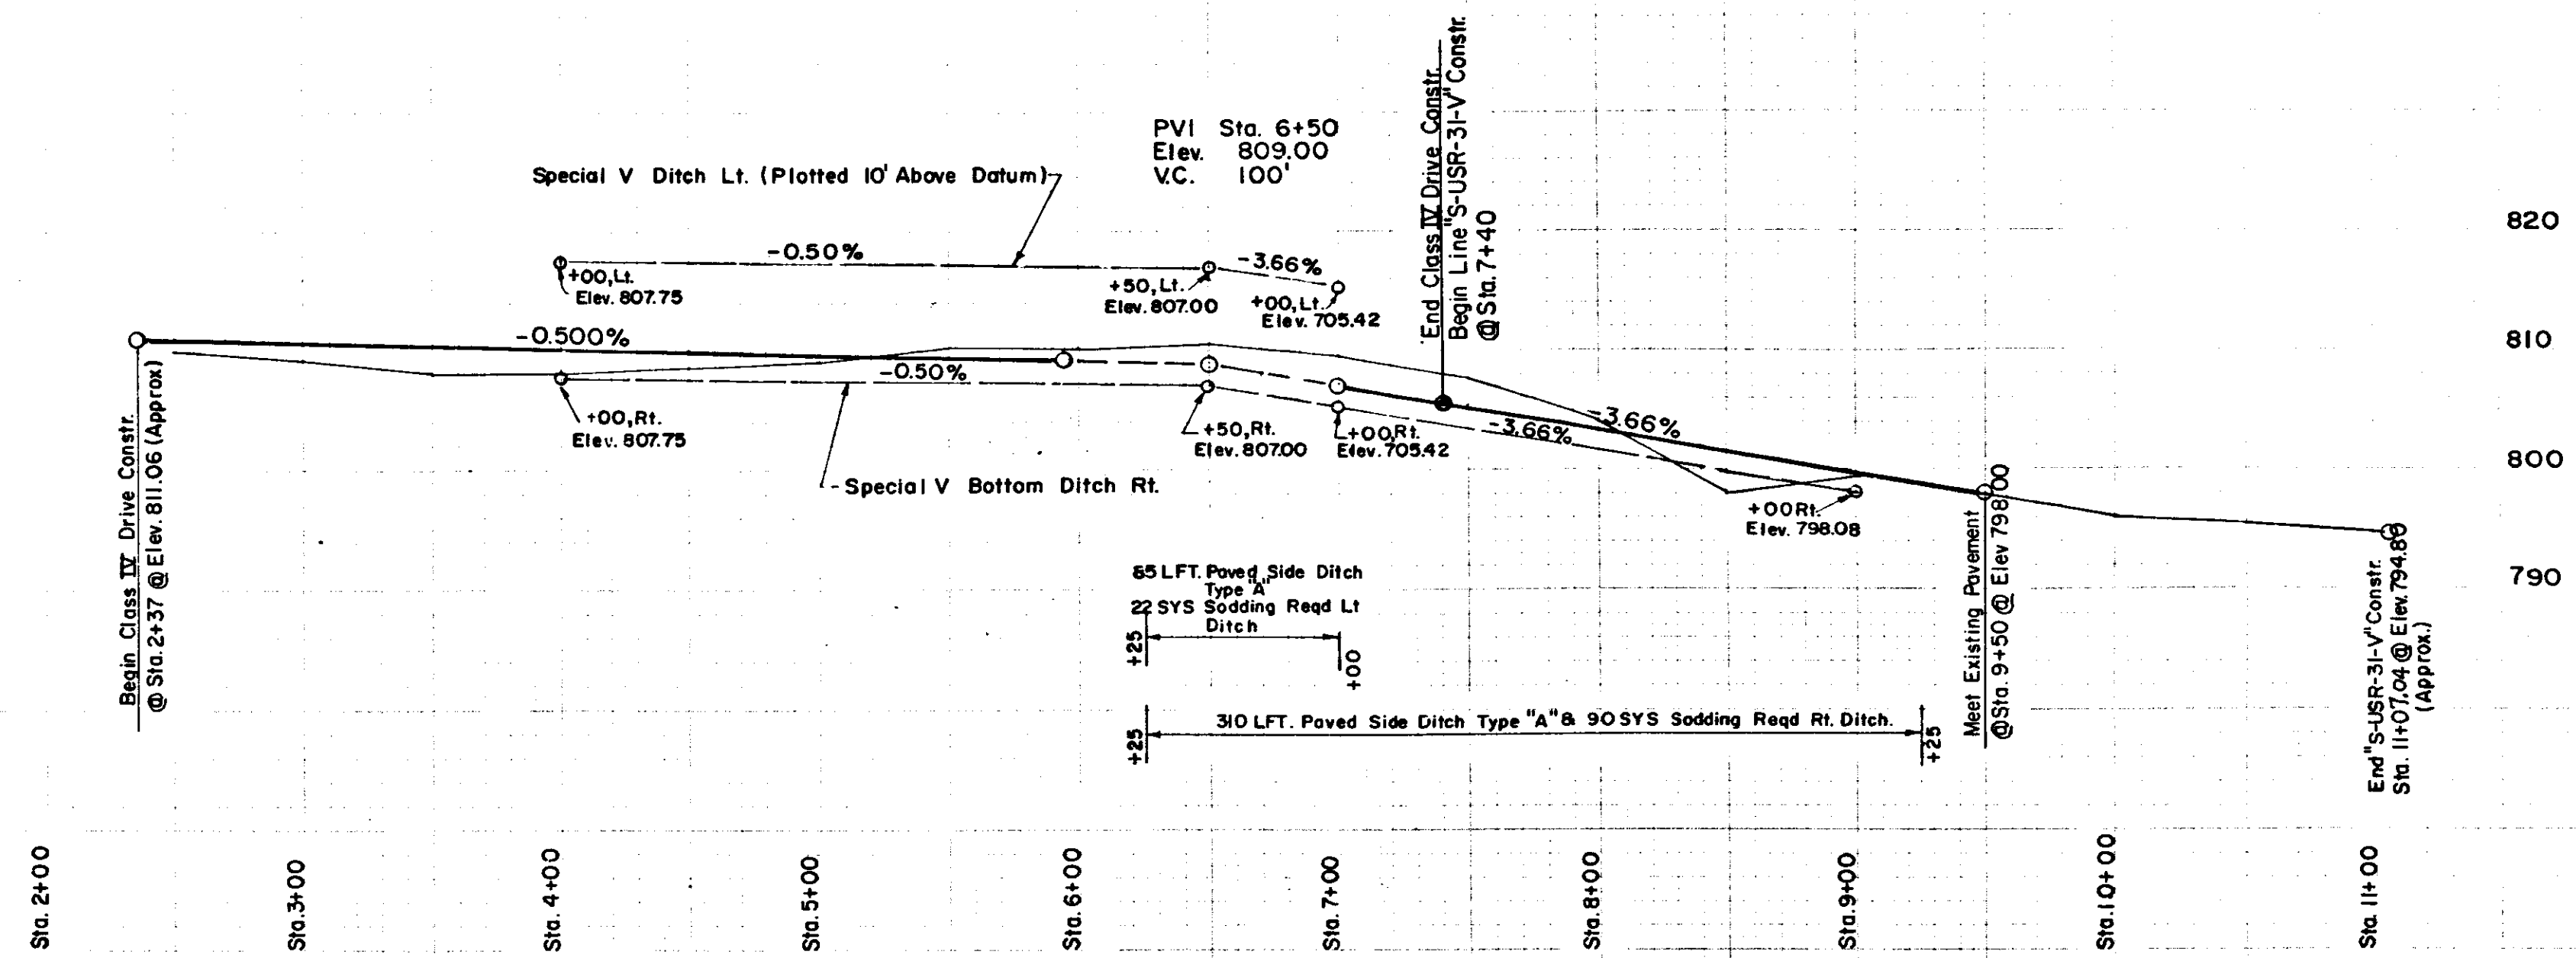 PVI Sta. 6+50
Elev. 809.00
V.C. 100'
Special V Ditch Lt. (Plotted 10' Above Datum)
End Class IV Drive Constr.
Begin Line "S-USR-31-V" Constr.
@ Sta. 7+40
820
-0.50%
-3.66%
+00, Lt.
Elev. 807.75
+50, Lt.
Elev. 807.00
+00, Lt.
Elev. 705.42
810
-0.500%
-0.50%
-3.66%
-3.66%
+00, Rt.
Elev. 807.75
+50, Rt.
Elev. 807.00
+00, Rt.
Elev. 705.42
800
Special V Bottom Ditch Rt.
+00 Rt.
Elev. 798.08
Begin Class IV Drive Constr.
@ Sta. 2+37 @ Elev. 811.06 (Approx)
Meet Existing Pavement
@ Sta. 9+50 @ Elev 798.00
790
65 LFT. Paved Side Ditch
Type "A"
22 SYS Sodding Reqd Lt
Ditch
+25
+00
310 LFT. Paved Side Ditch Type "A" & 90 SYS Sodding Reqd Rt. Ditch.
+25
+25
End "S-USR-31-V" Constr.
Sta. 11+07.04 @ Elev. 794.86
(Approx.)
Sta. 2+00
Sta. 3+00
Sta. 4+00
Sta. 5+00
Sta. 6+00
Sta. 7+00
Sta. 8+00
Sta. 9+00
Sta. 10+00
Sta. 11+00